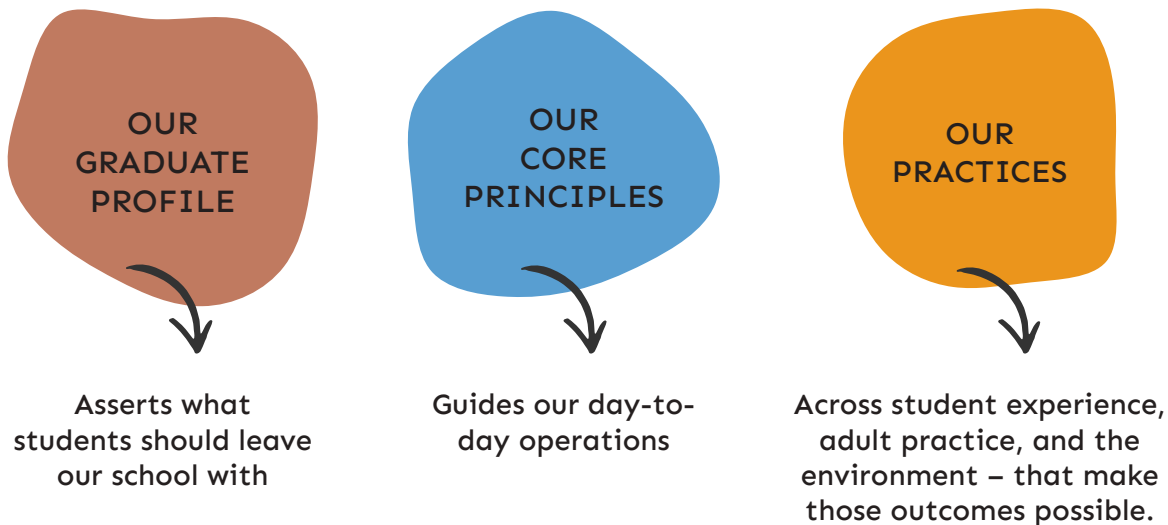 OUR
GRADUATE
PROFILE
Asserts what
students should leave
our school with
OUR
CORE
PRINCIPLES
Guides our day-to-
day operations
OUR
PRACTICES
Across student experience,
adult practice, and the
environment – that make
those outcomes possible.